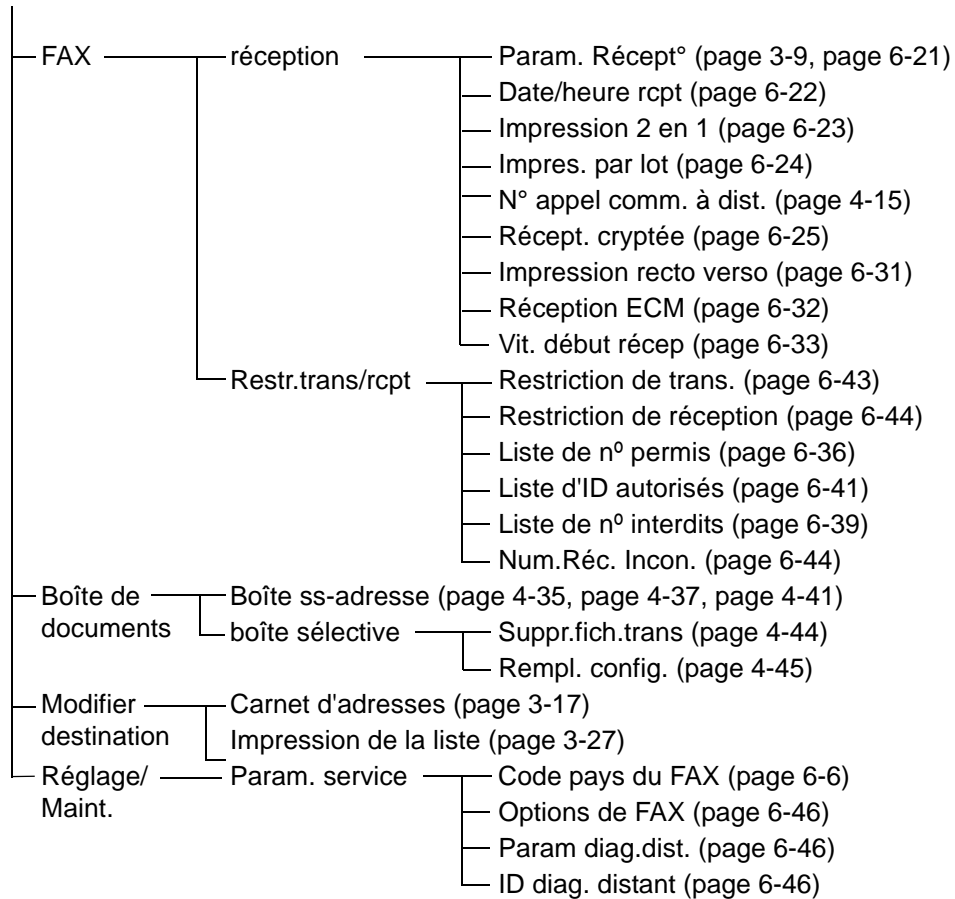 FAX réception Param. Récept° (page 3-9, page 6-21)
Date/heure rcpt (page 6-22)
Impression 2 en 1 (page 6-23)
Impres. par lot (page 6-24)
N° appel comm. à dist. (page 4-15)
Récept. cryptée (page 6-25)
Impression recto verso (page 6-31)
Réception ECM (page 6-32)
Vit. début récep (page 6-33)
Restr.trans/rcpt Restriction de trans. (page 6-43)
Restriction de réception (page 6-44)
Liste de nº permis (page 6-36)
Liste d'ID autorisés (page 6-41)
Liste de nº interdits (page 6-39)
Num.Réc. Incon. (page 6-44)
Boîte de Boîte ss-adresse (page 4-35, page 4-37, page 4-41)
documents boîte sélective Suppr.fich.trans (page 4-44)
Rempl. config. (page 4-45)
Modifier Carnet d'adresses (page 3-17)
destination Impression de la liste (page 3-27)
Réglage/ Param. service Code pays du FAX (page 6-6)
Maint. Options de FAX (page 6-46)
Param diag.dist. (page 6-46)
ID diag. distant (page 6-46)